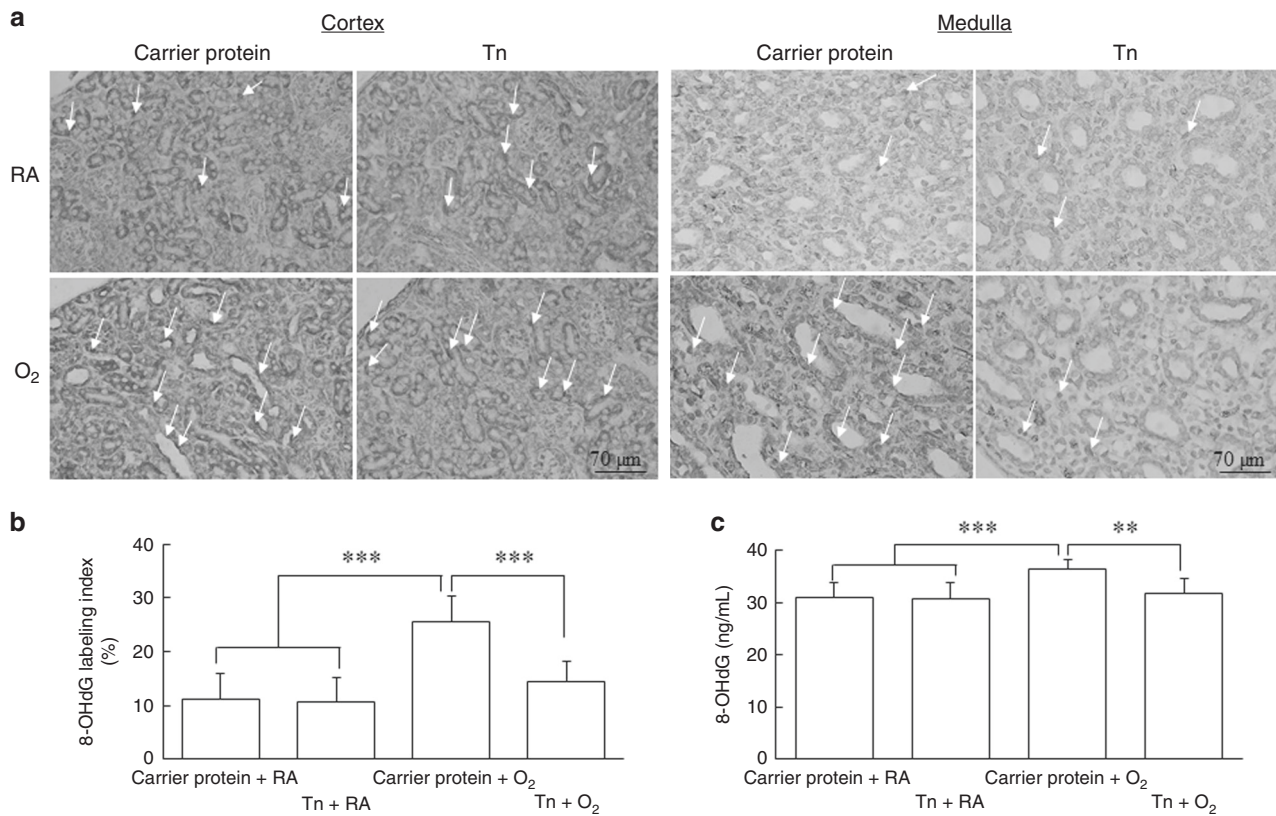 a
Cortex
Medulla
Carrier protein
Tn
Carrier protein
Tn
RA
O₂
70 µm
70 µm
b
8-OHdG labeling index
(%)
40
30
20
10
0
***
***
Carrier protein + RA
Tn + RA
Carrier protein + O₂
Tn + O₂
c
8-OHdG (ng/mL)
40
30
20
10
0
***
**
Carrier protein + RA
Tn + RA
Carrier protein + O₂
Tn + O₂